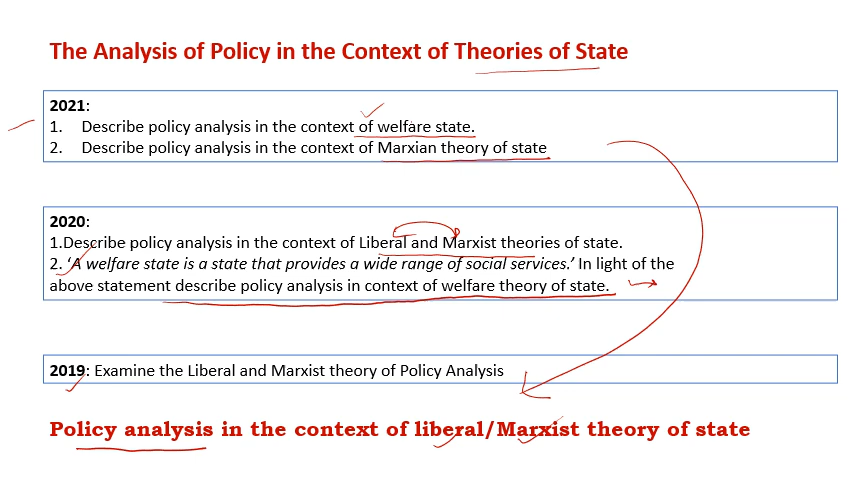 The Analysis of Policy in the Context of Theories of State
2021:
1. Describe policy analysis in the context of welfare state.
2. Describe policy analysis in the context of Marxian theory of state
2020:
1.Describe policy analysis in the context of Liberal and Marxist theories of state.
2. ‘A welfare state is a state that provides a wide range of social services.’ In light of the
above statement describe policy analysis in context of welfare theory of state.
2019: Examine the Liberal and Marxist theory of Policy Analysis
Policy analysis in the context of liberal/Marxist theory of state